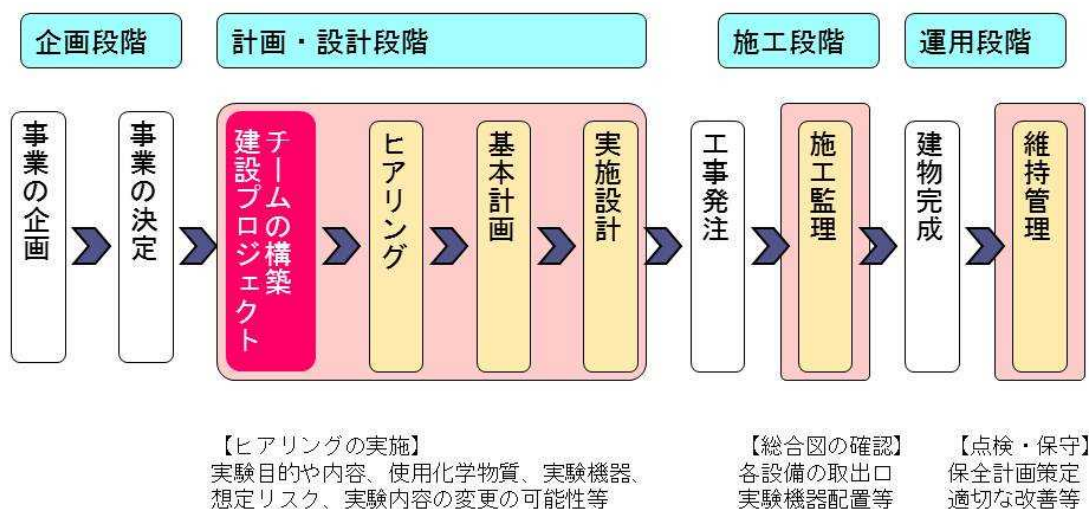 企画段階
計画・設計段階
施工段階
運用段階
事業の企画
事業の決定
建設プロジェクト
チームの構築
ヒアリング
基本計画
実施設計
工事発注
施工監理
建物完成
維持管理
【ヒアリングの実施】
実験目的や内容、使用化学物質、実験機器、
想定リスク、実験内容の変更の可能性等
【総合図の確認】
各設備の取出口
実験機器配置等
【点検・保守】
保全計画策定
適切な改善等